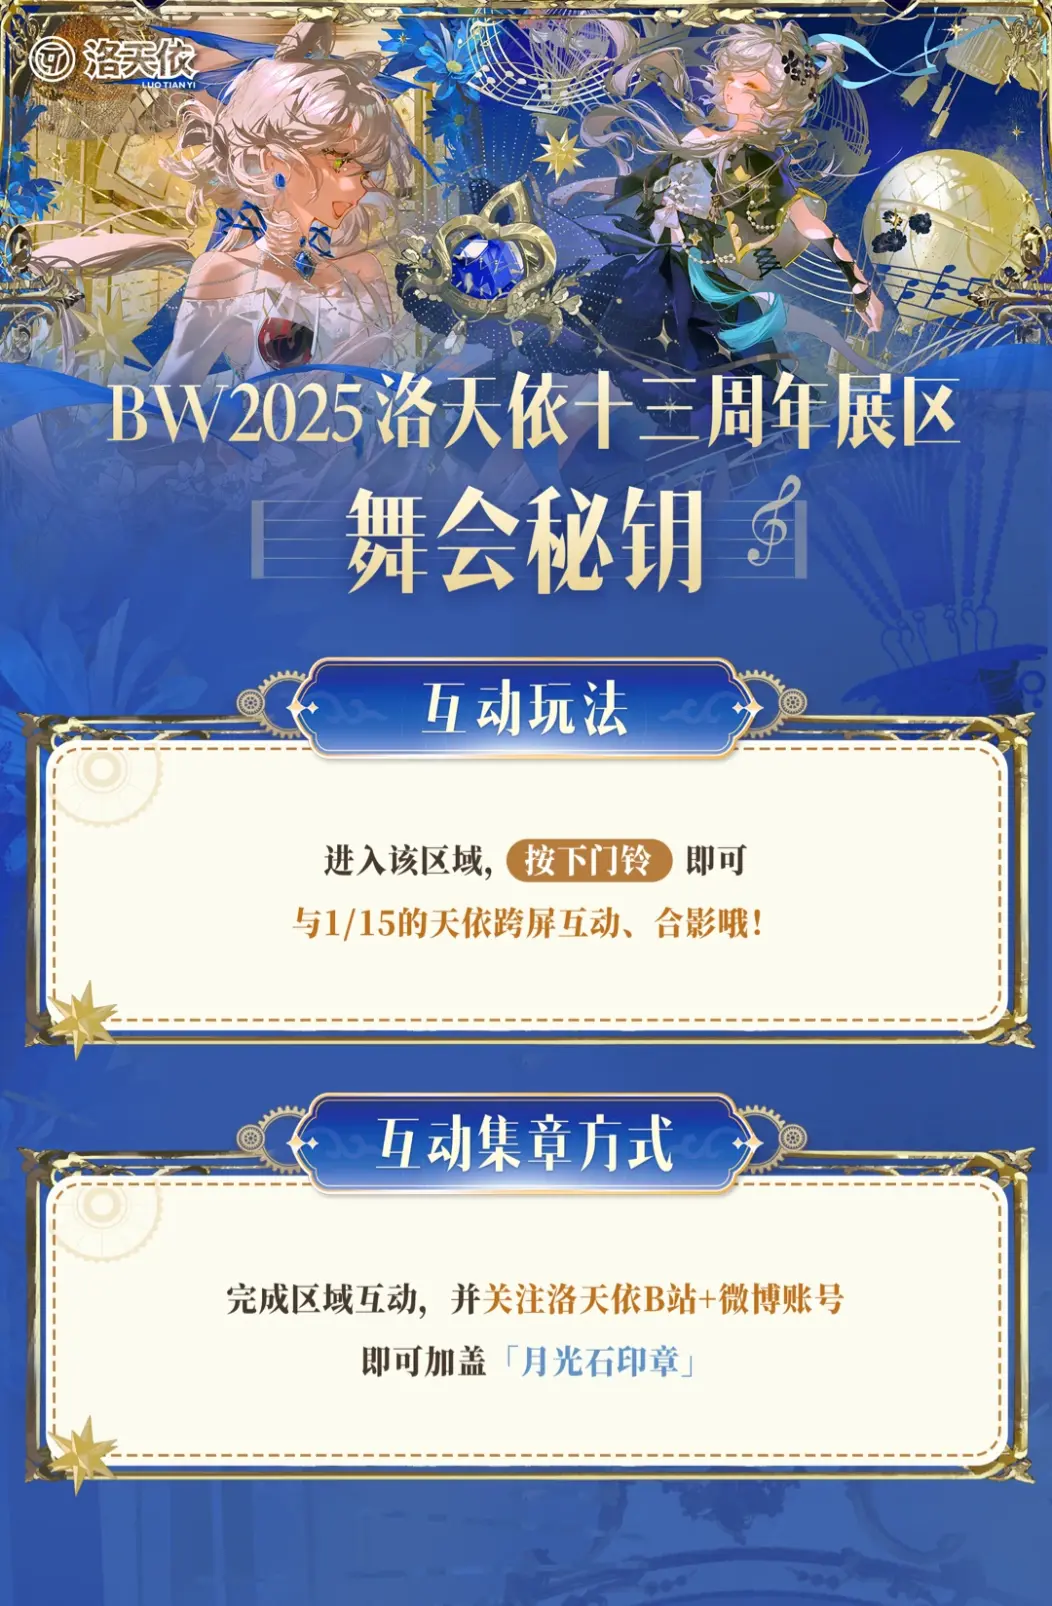 洛天依
LUO TIANYI
BW2025洛天依十三周年展区
舞会秘钥
互动玩法
进入该区域，按下门铃 即可
与1/15的天依跨屏互动、合影哦！
互动集章方式
完成区域互动，并关注洛天依B站+微博账号
即可加盖「月光石印章」